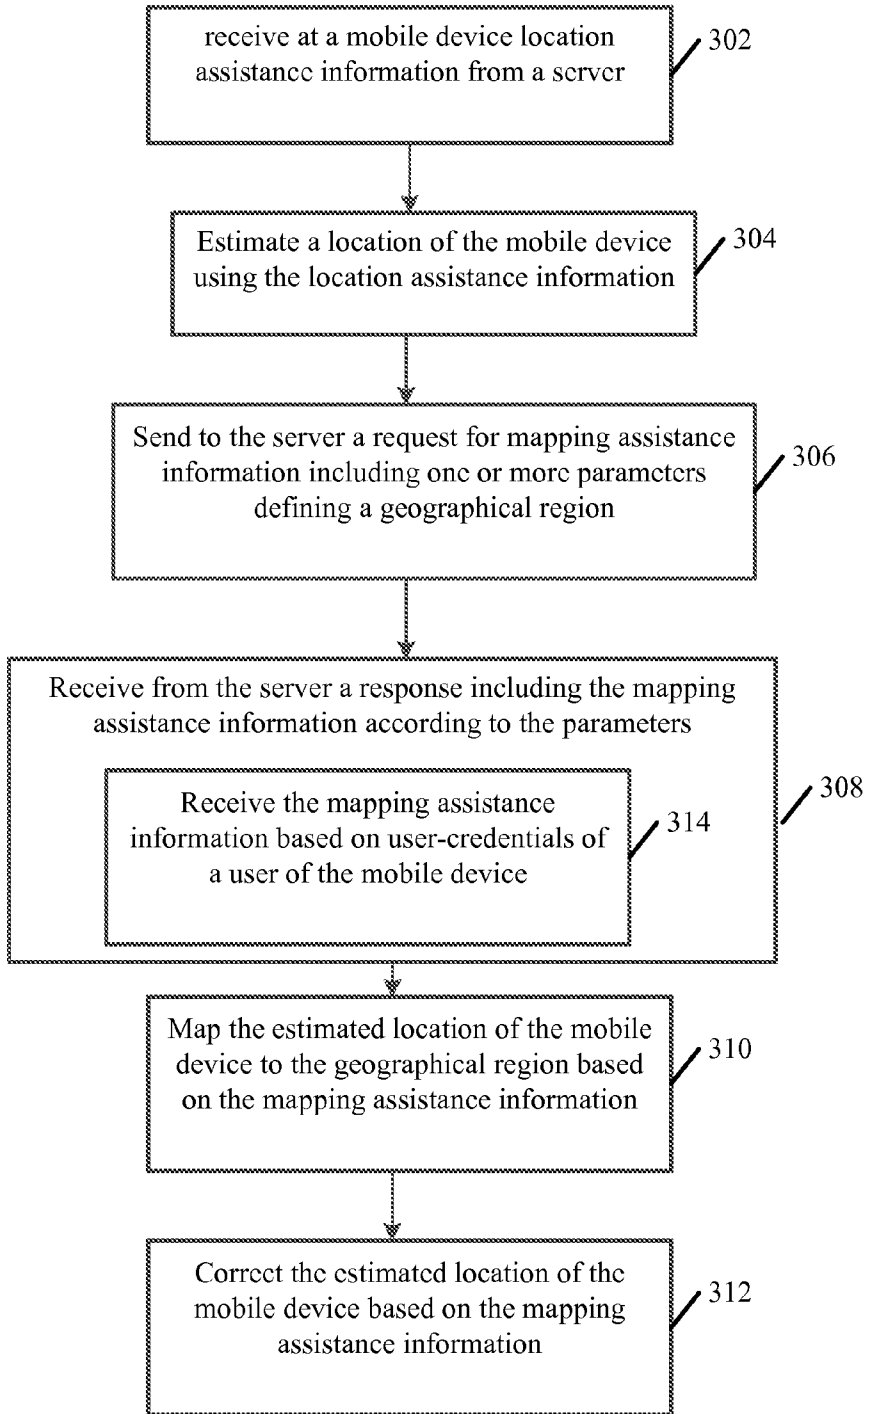 receive at a mobile device location
assistance information from a server
302
Estimate a location of the mobile device
using the location assistance information
304
Send to the server a request for mapping assistance
information including one or more parameters
defining a geographical region
306
Receive from the server a response including the mapping
assistance information according to the parameters
308
Receive the mapping assistance
information based on user-credentials of
a user of the mobile device
314
Map the estimated location of the mobile
device to the geographical region based
on the mapping assistance information
310
Correct the estimated location of the
mobile device based on the mapping
assistance information
312